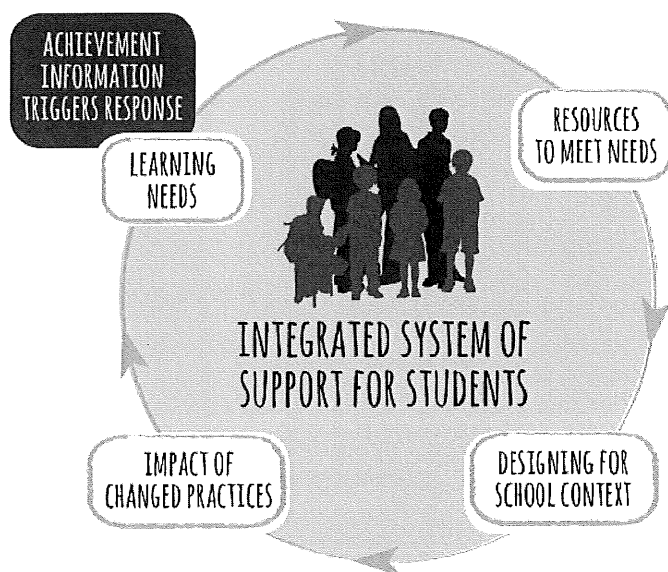 ACHIEVEMENT
INFORMATION
TRIGGERS RESPONSE
LEARNING
NEEDS
RESOURCES
TO MEET NEEDS
INTEGRATED SYSTEM OF
SUPPORT FOR STUDENTS
IMPACT OF
CHANGED PRACTICES
DESIGNING FOR
SCHOOL CONTEXT